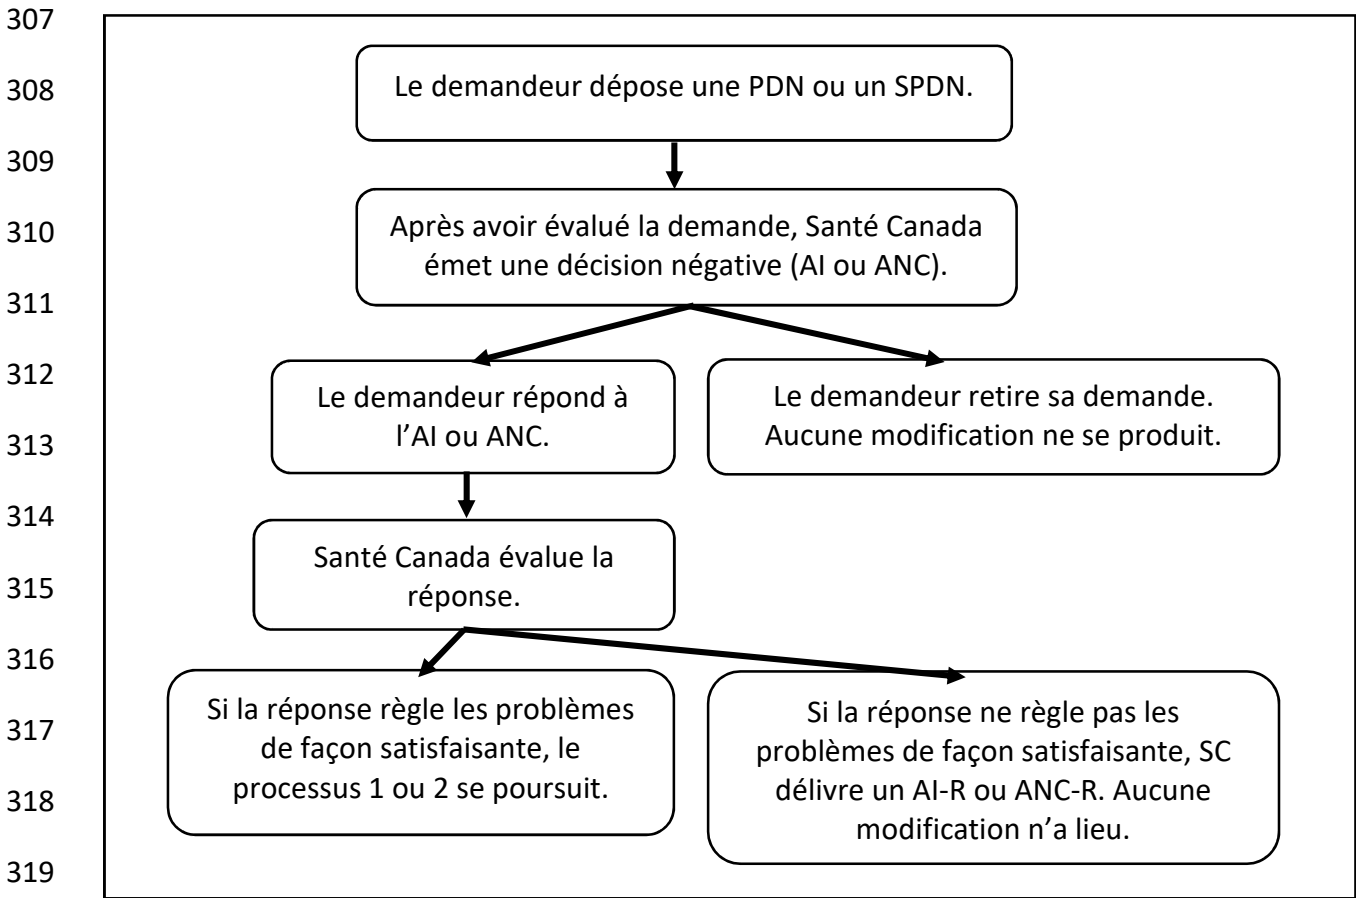 307
308
Le demandeur dépose une PDN ou un SPDN.
309
310
Après avoir évalué la demande, Santé Canada
émet une décision négative (AI ou ANC).
311
312
Le demandeur répond à
l’AI ou ANC.
Le demandeur retire sa demande.
Aucune modification ne se produit.
313
314
Santé Canada évalue la
réponse.
315
316
Si la réponse règle les problèmes
de façon satisfaisante, le
processus 1 ou 2 se poursuit.
Si la réponse ne règle pas les
problèmes de façon satisfaisante, SC
délivre un AI-R ou ANC-R. Aucune
modification n’a lieu.
317
318
319